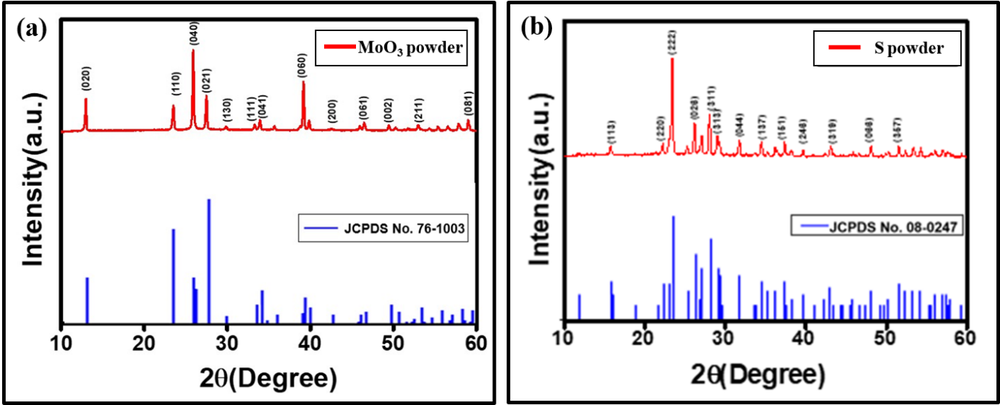 (a)
MoO₃ powder
(020)
(110)
(040)
(021)
(130)
(111)
(041)
(060)
(200)
(061)
(002)
(211)
(081)
JCPDS No. 76-1003
Intensity(a.u.)
10 20 30 40 50 60
2θ(Degree)
(b)
S powder
(113)
(220)
(222)
(026)
(311)
(313)
(044)
(137)
(151)
(246)
(319)
(066)
(357)
JCPDS No. 08-0247
Intensity(a.u.)
10 20 30 40 50 60
2θ(Degree)